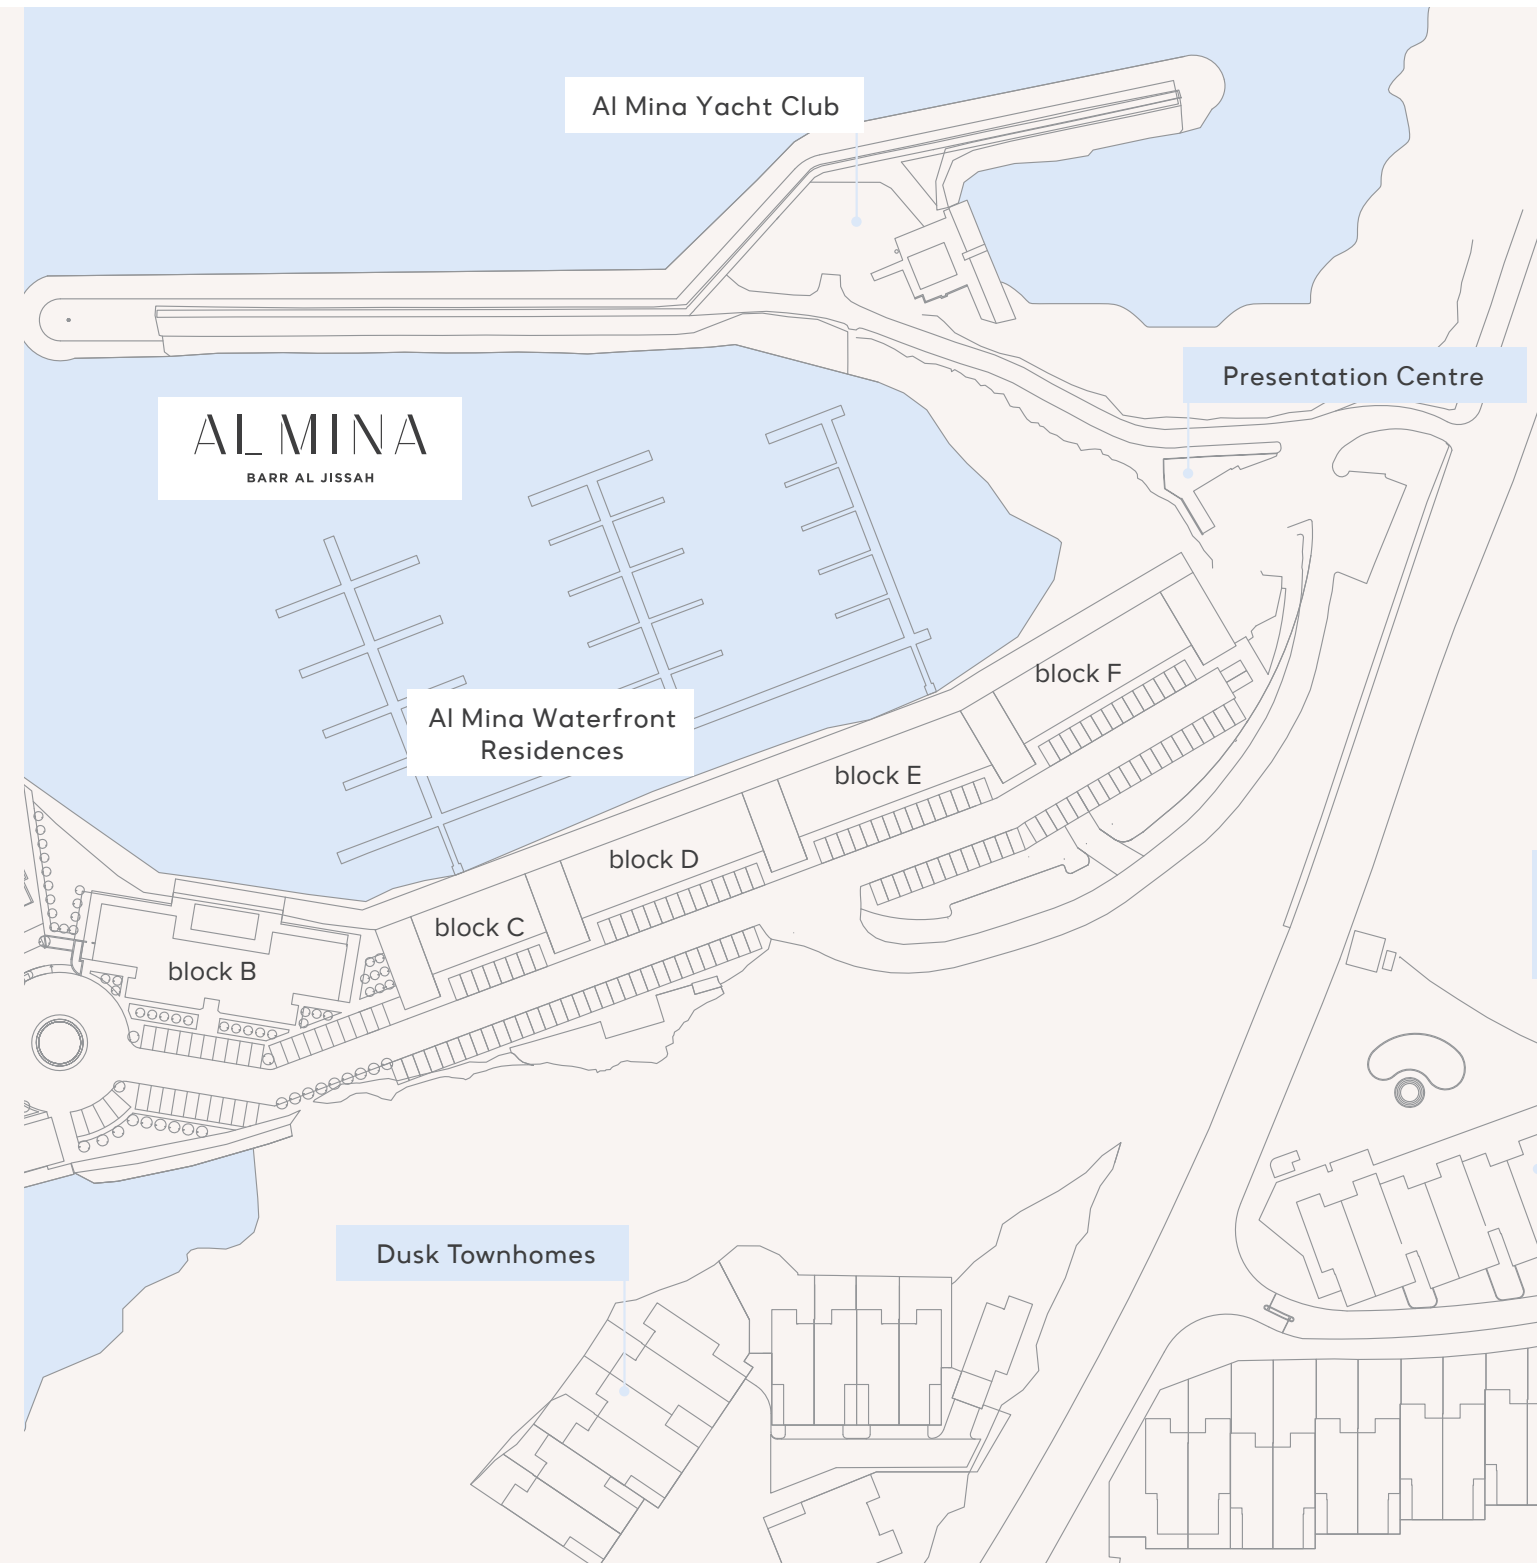 Al Mina Yacht Club
Presentation Centre
AL MINA
BARR AL JISSAH
block F
Al Mina Waterfront
Residences
block E
block D
block C
block B
Dusk Townhomes